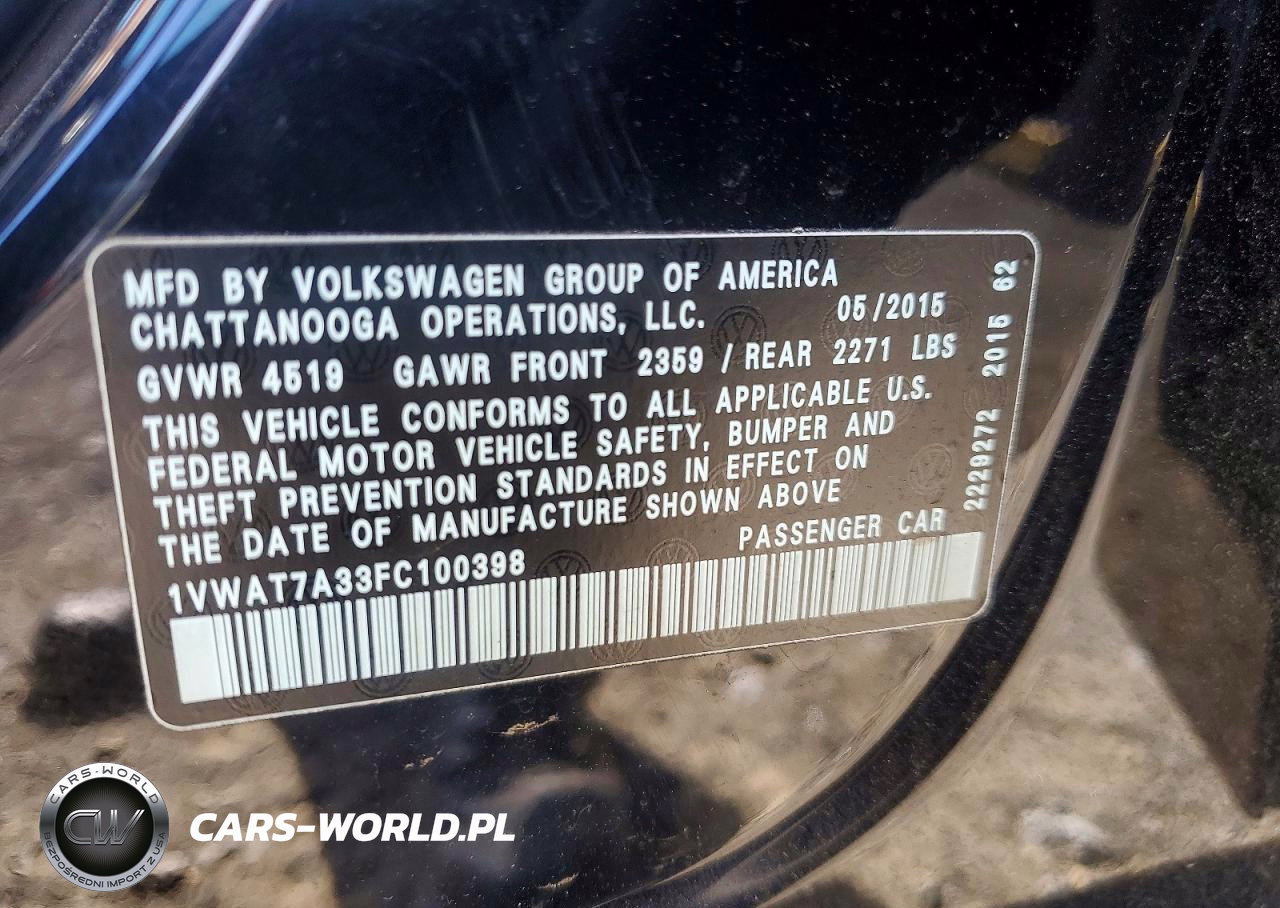 MFD BY VOLKSWAGEN GROUP OF AMERICA
CHATTANOOGA OPERATIONS, LLC. 05/2015
GVWR 4519 GAWR FRONT 2359 / REAR 2271 LBS
THIS VEHICLE CONFORMS TO ALL APPLICABLE U.S.
FEDERAL MOTOR VEHICLE SAFETY, BUMPER AND
THEFT PREVENTION STANDARDS IN EFFECT ON
THE DATE OF MANUFACTURE SHOWN ABOVE
1VWAT7A33FC100398 PASSENGER CAR
2229272 2015 62
CARS-WORLD
CW
BEZPOŚREDNI IMPORT Z USA
CARS-WORLD.PL